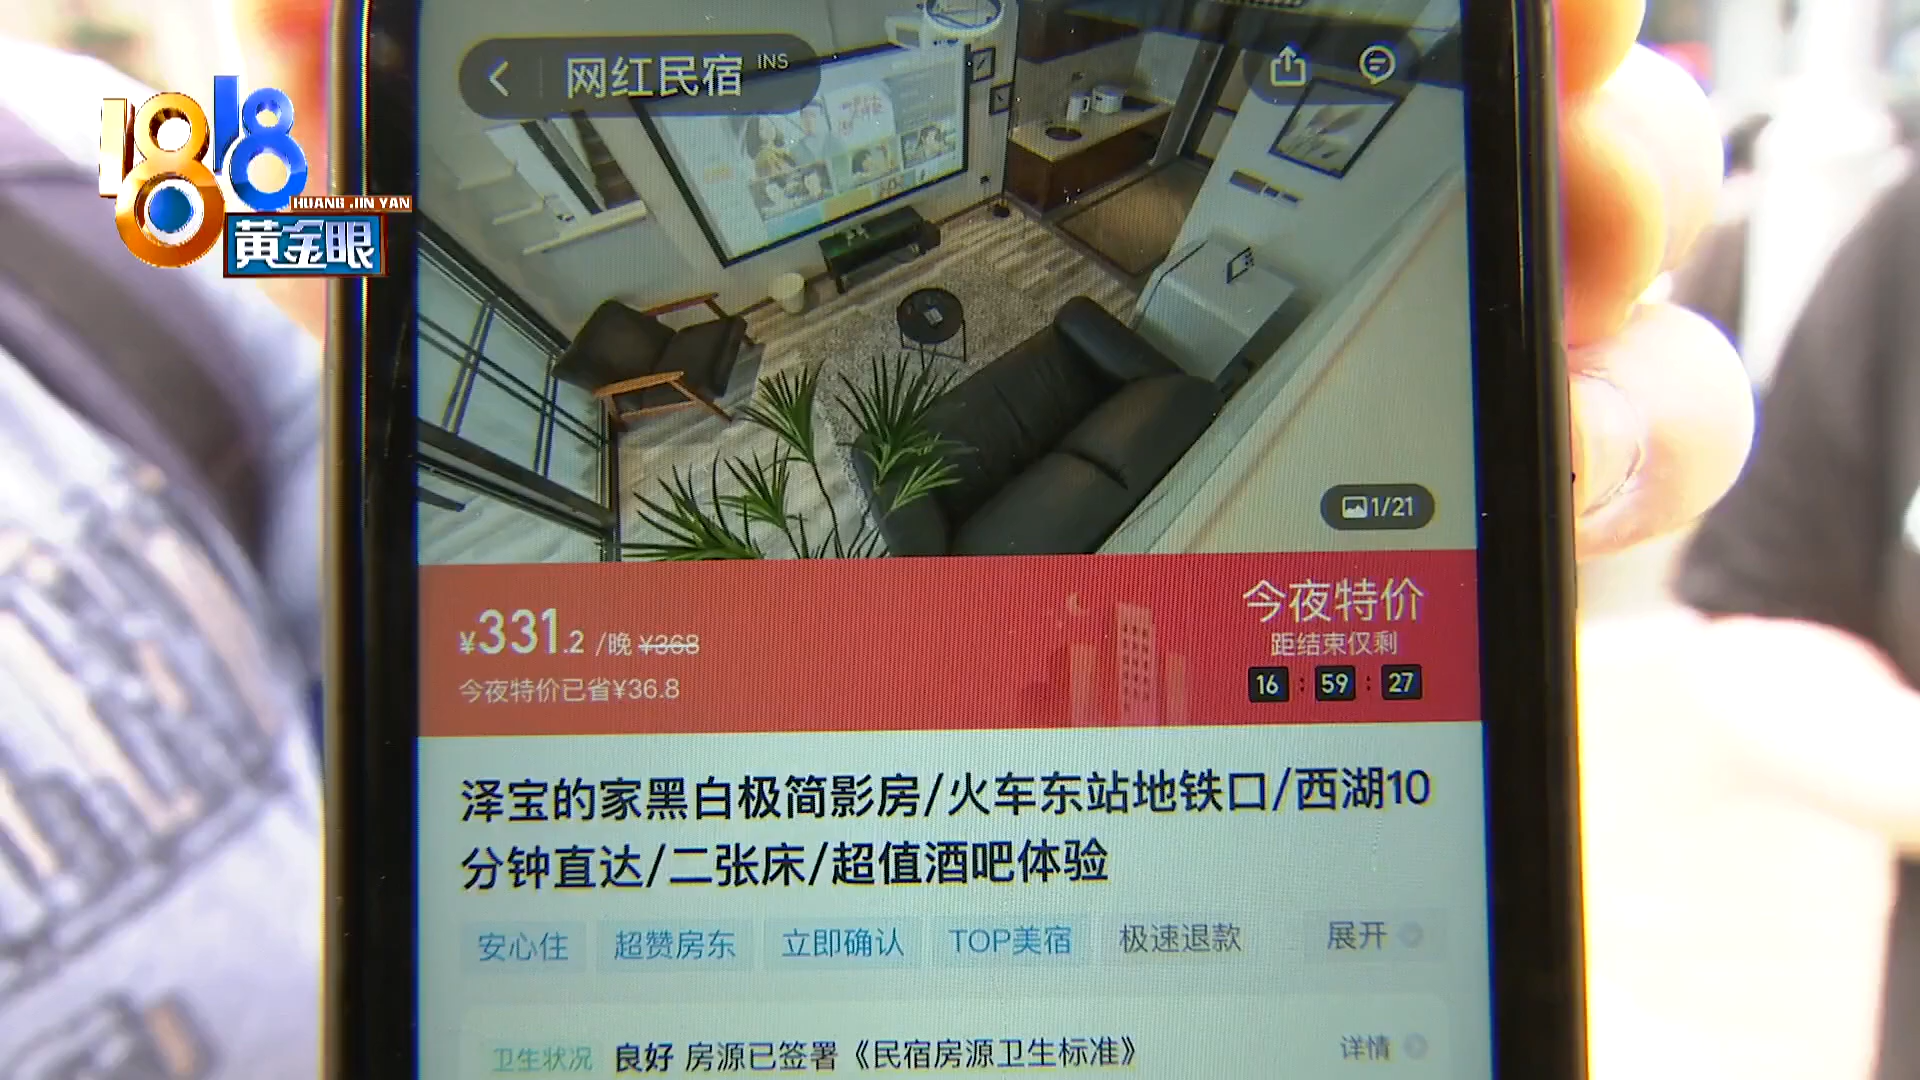 1818
HUANG JIN YAN
黄金眼
网红民宿 INS
1/21
¥331.2 /晚 ¥368
今夜特价已省¥36.8
今夜特价
距结束仅剩
16 : 59 : 27
泽宝的家黑白极简影房/火车东站地铁口/西湖10
分钟直达/二张床/超值酒吧体验
安心住 超赞房东 立即确认 TOP美宿 极速退款 展开
卫生状况 良好 房源已签署《民宿房源卫生标准》 详情